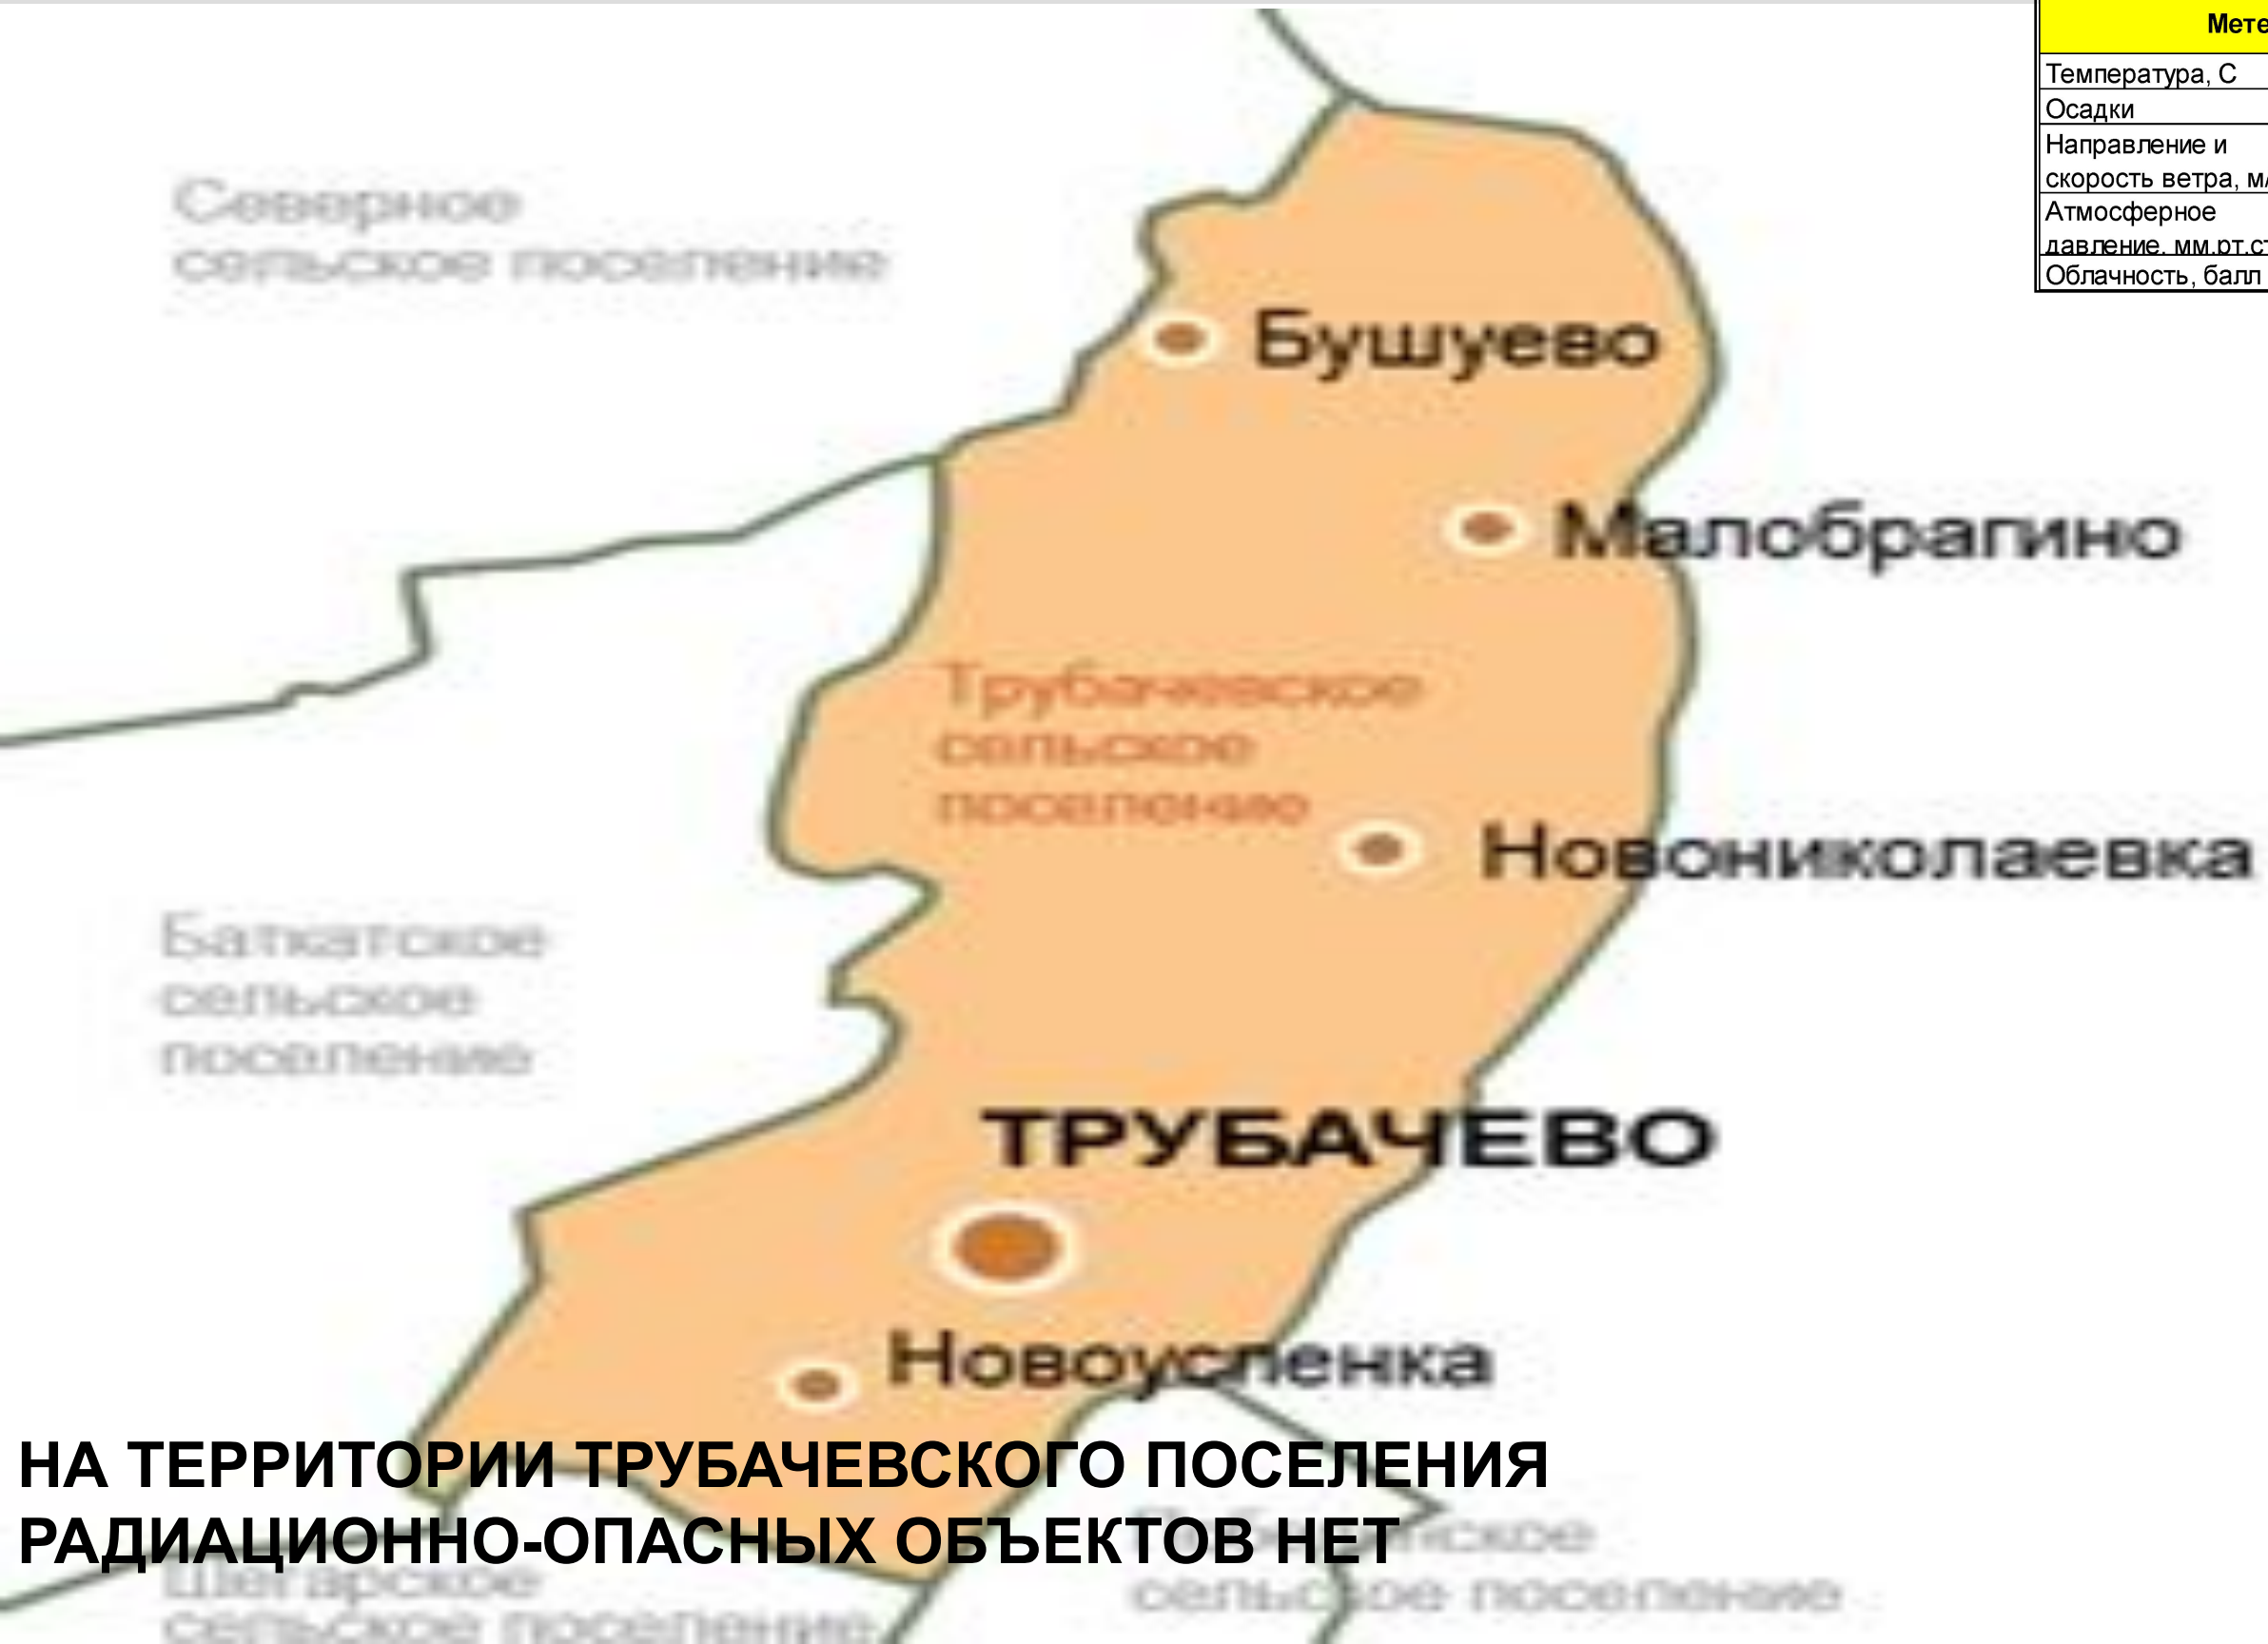 Мете
Температура, С
Осадки
Направление и
скорость ветра, м/
Атмосферное
давление, мм.рт.ст
Облачность, балл
Северное
сельское поселение
Бушуево
Малобрагино
Трубачевское
сельское
поселение
Новониколаевка
Баткатское
сельское
поселение
ТРУБАЧЕВО
Новоуспенка
НА ТЕРРИТОРИИ ТРУБАЧЕВСКОГО ПОСЕЛЕНИЯ
РАДИАЦИОННО-ОПАСНЫХ ОБЪЕКТОВ НЕТ
сельское поселение
Шегарское
сельское поселение